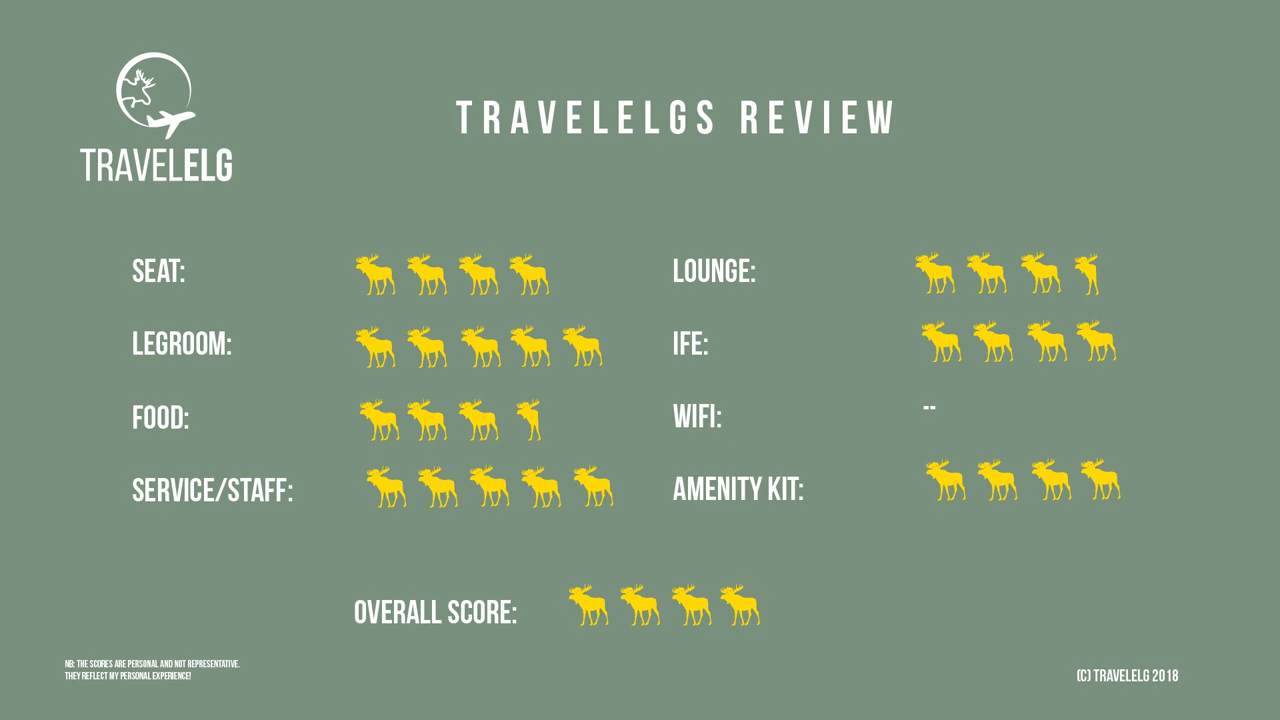 TRAVELELG
TRAVELELGS REVIEW
SEAT:
LEGROOM:
FOOD:
SERVICE/STAFF:
LOUNGE:
IFE:
WIFI: --
AMENITY KIT:
OVERALL SCORE:
NB: THE SCORES ARE PERSONAL AND NOT REPRESENTATIVE.
THEY REFLECT MY PERSONAL EXPERIENCE!
(C) TRAVELELG 2018